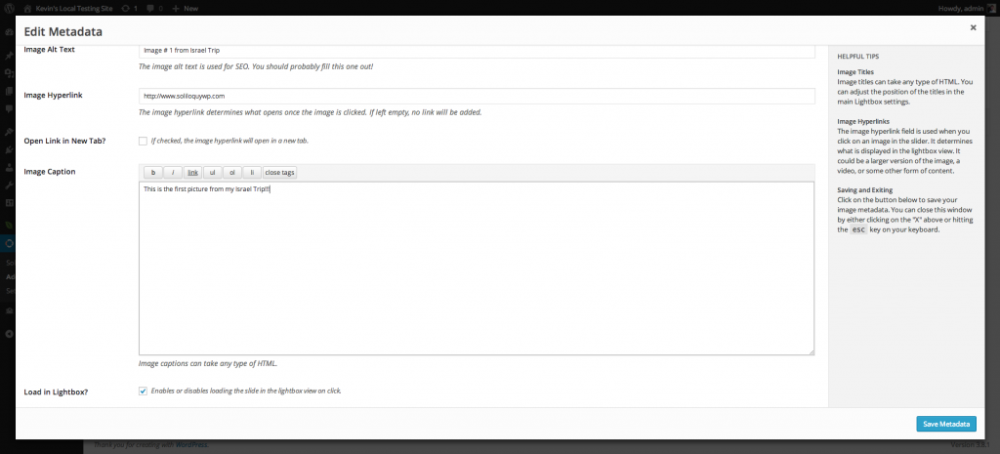 Kevin's Local Testing Site 1 0 + New Howdy, admin
Edit Metadata
×
Image Alt Text
Image # 1 from Israel Trip
The image alt text is used for SEO. You should probably fill this one out!
Image Hyperlink
http://www.soliloquywp.com
The image hyperlink determines what opens once the image is clicked. If left empty, no link will be added.
Open Link in New Tab?
If checked, the image hyperlink will open in a new tab.
Image Caption
b i link ul ol li close tags
This is the first picture from my Israel Trip!!!
Image captions can take any type of HTML.
Load in Lightbox?
Enables or disables loading the slide in the lightbox view on click.
HELPFUL TIPS
Image Titles
Image titles can take any type of HTML. You
can adjust the position of the titles in the
main Lightbox settings.
Image Hyperlinks
The image hyperlink field is used when you
click on an image in the slider. It determines
what is displayed in the lightbox view. It
could be a larger version of the image, a
video, or some other form of content.
Saving and Exiting
Click on the button below to save your
image metadata. You can close this window
by either clicking on the "X" above or hitting
the esc key on your keyboard.
Save Metadata
Thank you for creating with WordPress.
Version 3.8.1